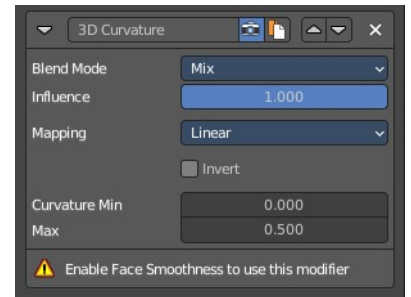 3D Curvature
Blend Mode Mix
Influence 1.000
Mapping Linear
Invert
Curvature Min 0.000
Max 0.500
Enable Face Smoothness to use this modifier